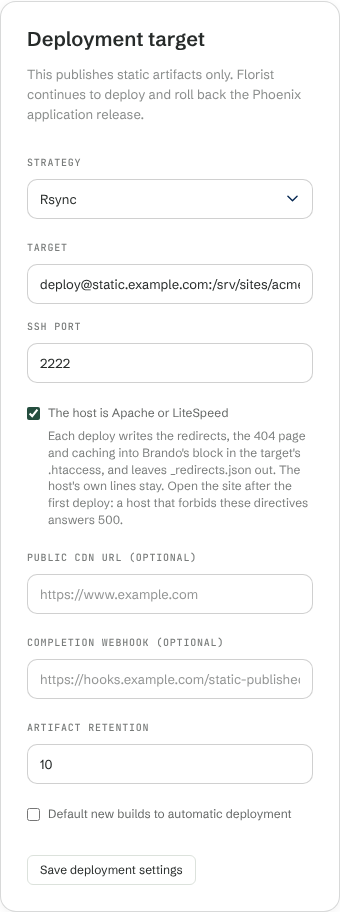 Deployment target
This publishes static artifacts only. Florist
continues to deploy and roll back the Phoenix
application release.
STRATEGY
Rsync
TARGET
deploy@static.example.com:/srv/sites/acme
SSH PORT
2222
The host is Apache or LiteSpeed
Each deploy writes the redirects, the 404 page
and caching into Brando's block in the target's
.htaccess, and leaves _redirects.json out. The
host's own lines stay. Open the site after the
first deploy: a host that forbids these directives
answers 500.
PUBLIC CDN URL (OPTIONAL)
https://www.example.com
COMPLETION WEBHOOK (OPTIONAL)
https://hooks.example.com/static-published
ARTIFACT RETENTION
10
Default new builds to automatic deployment
Save deployment settings